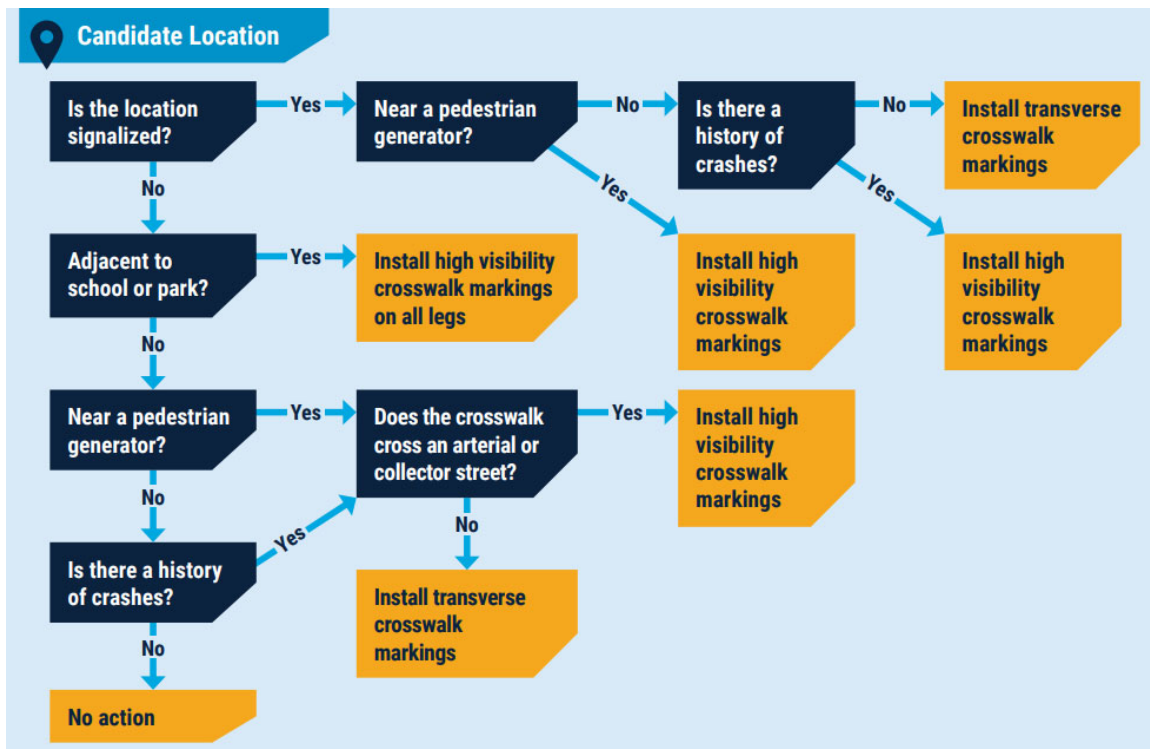 Candidate Location
Is the location
signalized?
Yes
Near a pedestrian
generator?
No
Is there a
history of
crashes?
No
Install transverse
crosswalk
markings
No
Yes
Yes
Adjacent to
school or park?
Yes
Install high visibility
crosswalk markings
on all legs
Install high
visibility
crosswalk
markings
Install high
visibility
crosswalk
markings
No
Near a pedestrian
generator?
Yes
Does the crosswalk
cross an arterial or
collector street?
Yes
Install high
visibility
crosswalk
markings
No
Yes
No
Is there a history
of crashes?
Install transverse
crosswalk
markings
No
No action